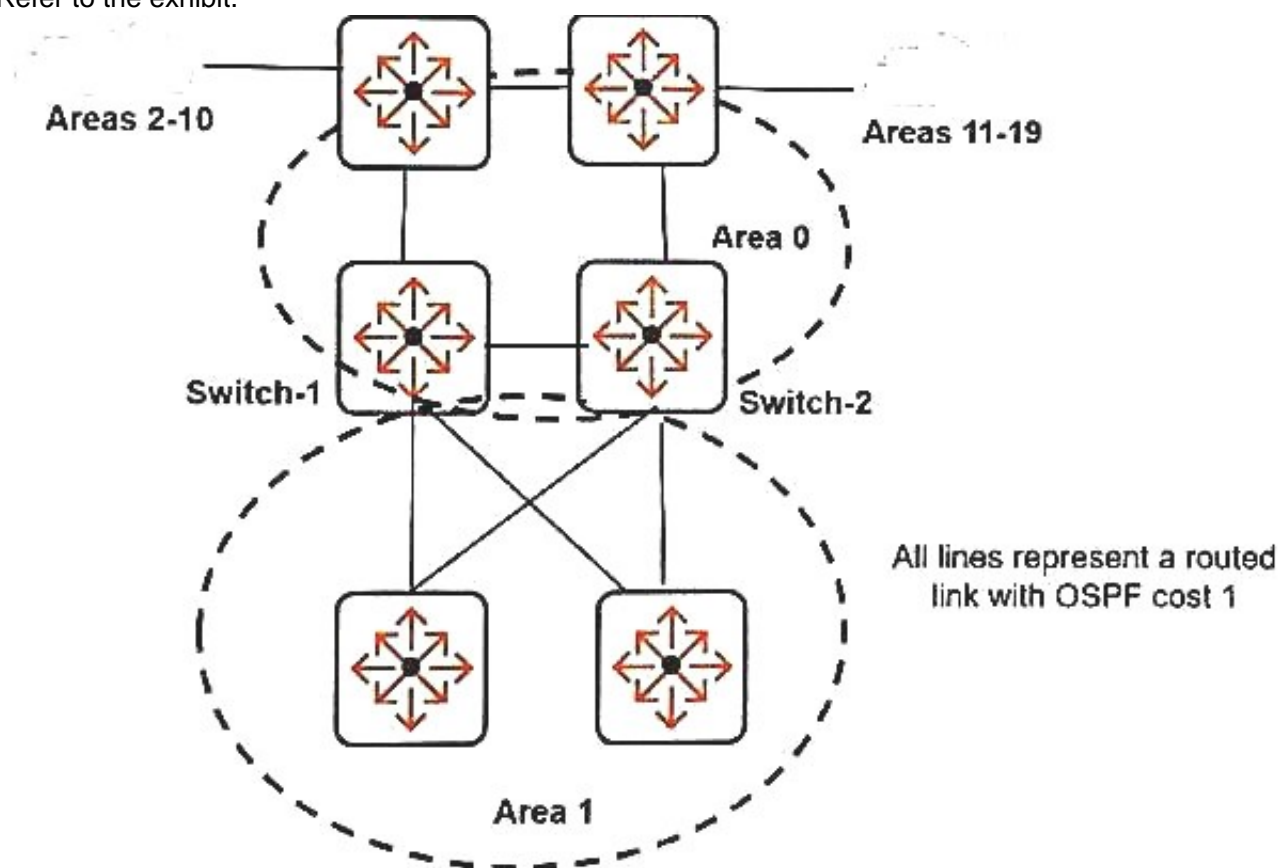 Refer to the exhibit.
Areas 2-10
Areas 11-19
Area 0
Switch-1
Switch-2
All lines represent a routed
link with OSPF cost 1
Area 1